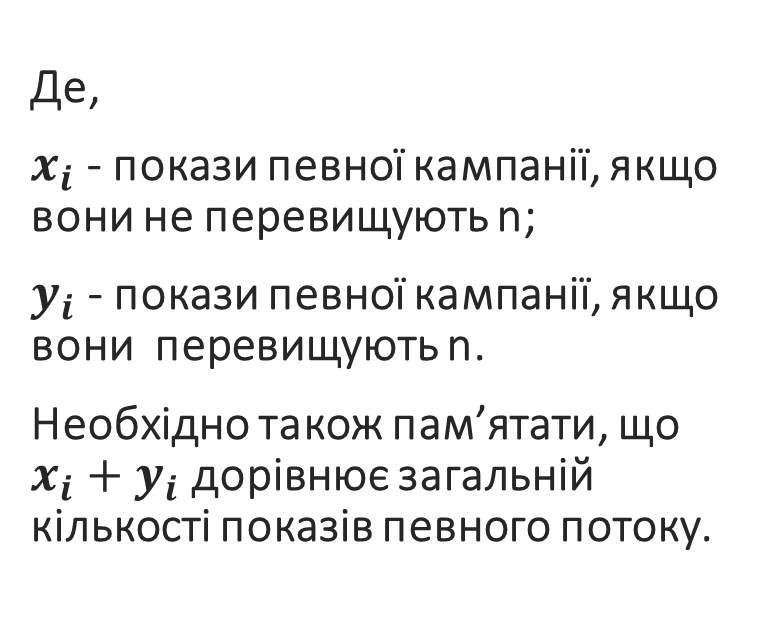 Де,
xᵢ - покази певної кампанії, якщо
вони не перевищують n;
yᵢ - покази певної кампанії, якщо
вони перевищують n.
Необхідно також пам’ятати, що
xᵢ + yᵢ дорівнює загальній
кількості показів певного потоку.